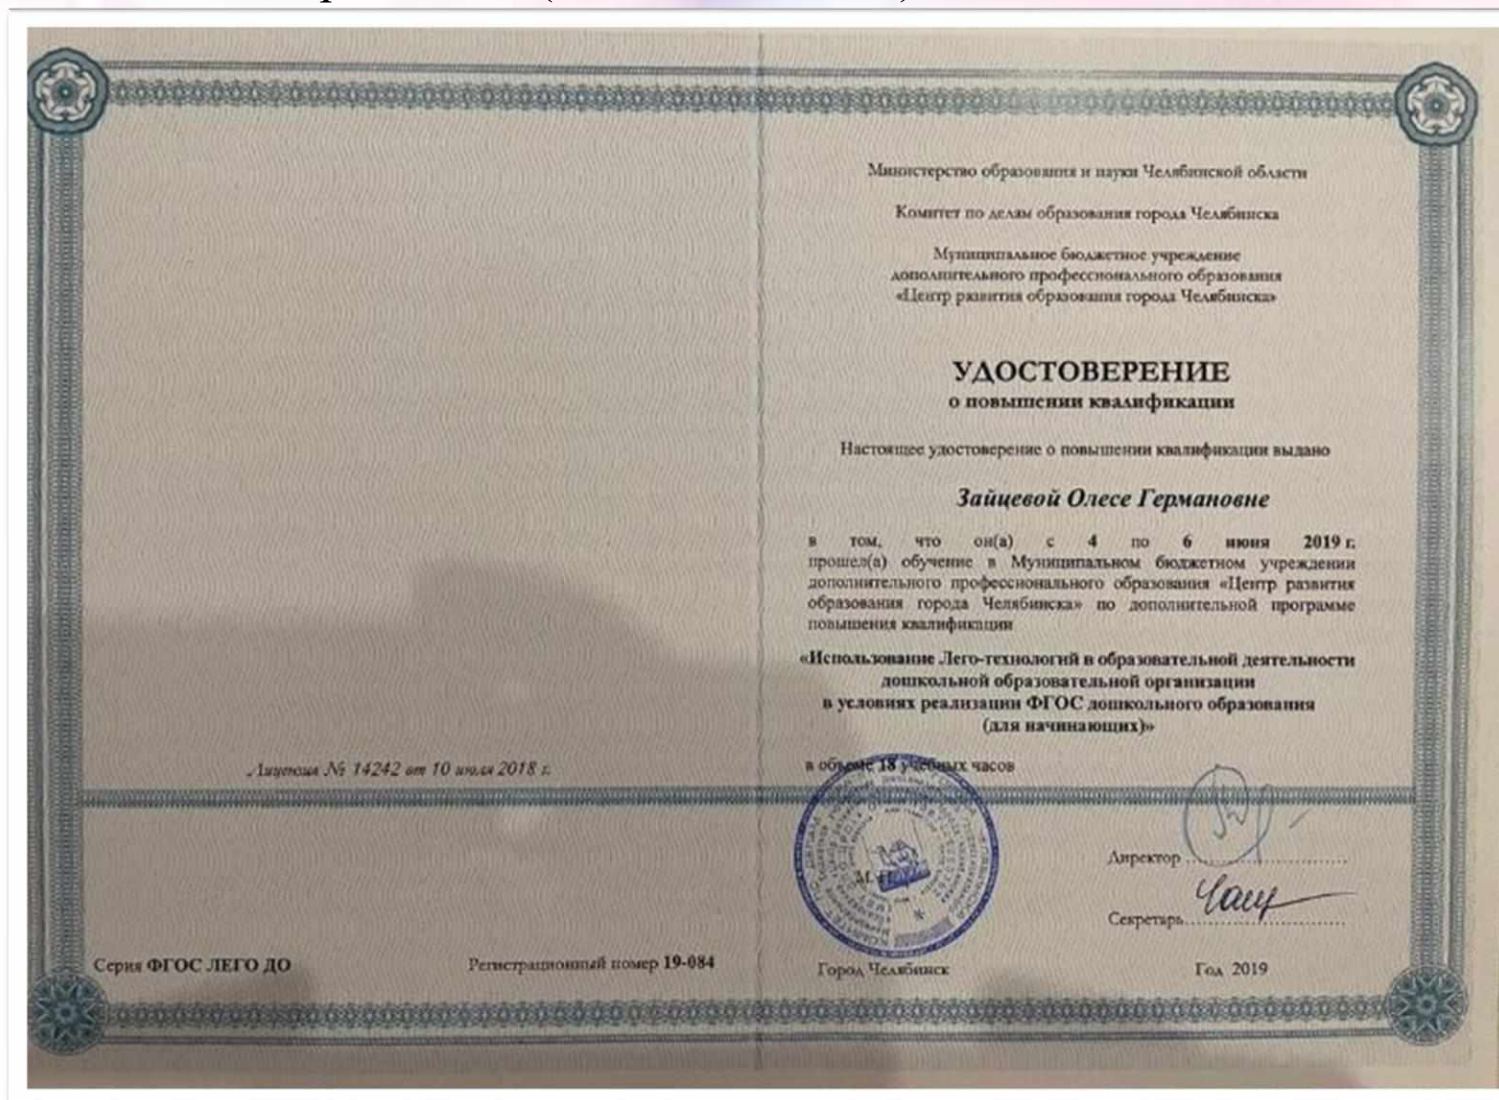 Министерство образования и науки Челябинской области
Комитет по делам образования города Челябинска
Муниципальное бюджетное учреждение
дополнительного профессионального образования
«Центр развития образования города Челябинска»
УДОСТОВЕРЕНИЕ
о повышении квалификации
Настоящее удостоверение о повышении квалификации выдано
Зайцевой Олесе Германовне
в том, что он(а) с 4 по 6 июня 2019 г.
прошел(а) обучение в Муниципальном бюджетном учреждении
дополнительного профессионального образования «Центр развития
образования города Челябинска» по дополнительной программе
повышения квалификации
«Использование Лего-технологий в образовательной деятельности
дошкольной образовательной организации
в условиях реализации ФГОС дошкольного образования
(для начинающих)»
в объеме 18 учебных часов
Лицензия № 14242 от 10 июля 2018 г.
М.П.
Директор
Секретарь
Серия ФГОС ЛЕГО ДО
Регистрационный номер 19-084
Город Челябинск
Год 2019